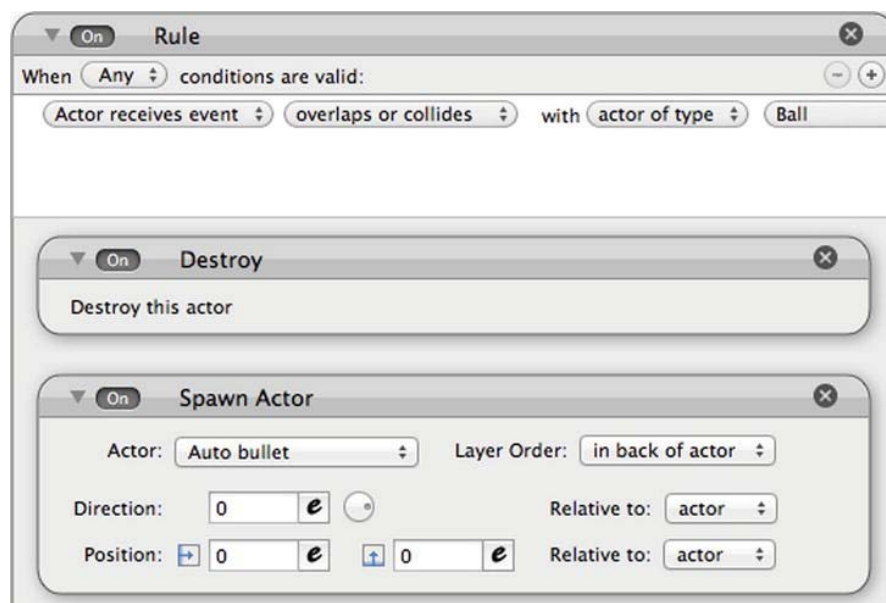 On Rule
When Any conditions are valid:
Actor receives event overlaps or collides with actor of type Ball
On Destroy
Destroy this actor
On Spawn Actor
Actor: Auto bullet Layer Order: in back of actor
Direction: 0 e Relative to: actor
Position: 0 e 0 e Relative to: actor